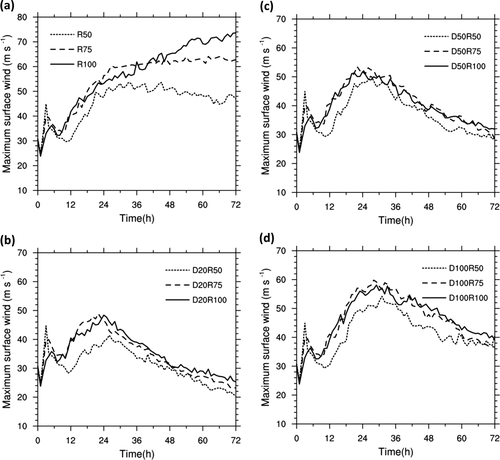 (a)
Maximum surface wind (m s⁻¹)
80
70
60
50
40
30
20
10
R50
R75
R100
0 12 24 36 48 60 72
Time(h)
(c)
Maximum surface wind (m s⁻¹)
70
60
50
40
30
20
10
D50R50
D50R75
D50R100
0 12 24 36 48 60 72
Time(h)
(b)
Maximum surface wind (m s⁻¹)
70
60
50
40
30
20
10
D20R50
D20R75
D20R100
0 12 24 36 48 60 72
Time(h)
(d)
Maximum surface wind (m s⁻¹)
70
60
50
40
30
20
10
D100R50
D100R75
D100R100
0 12 24 36 48 60 72
Time(h)